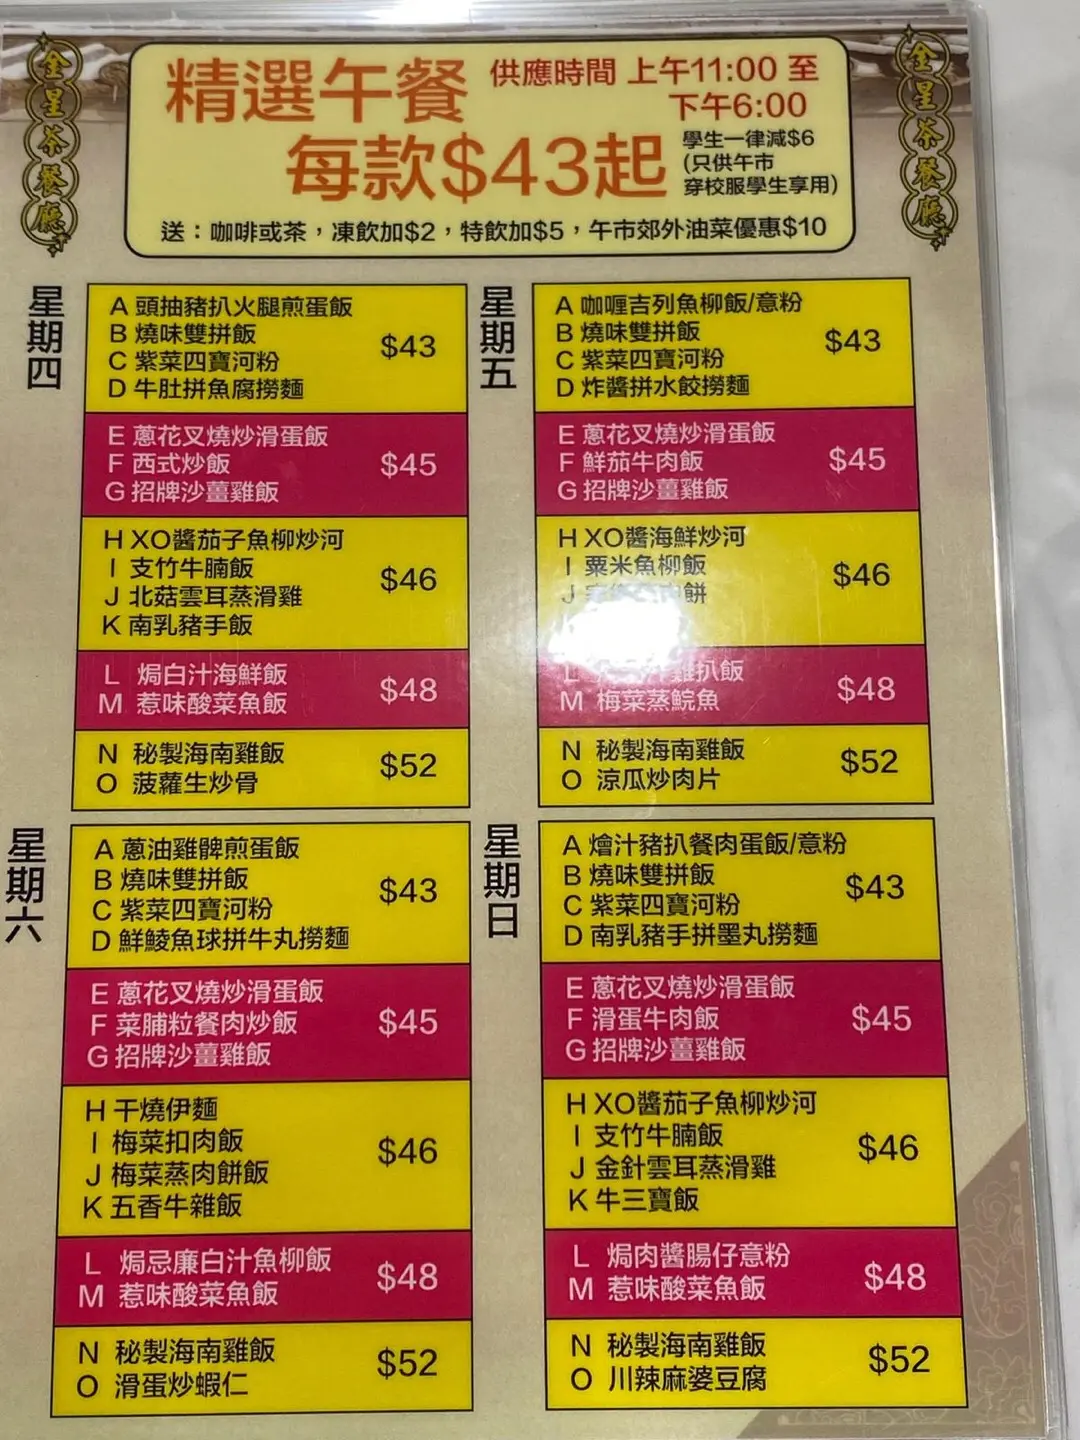 金星茶餐廳
精選午餐
供應時間 上午11:00 至
下午6:00
每款$43起
學生一律減$6
(只供午市
穿校服學生享用)
送：咖啡或茶，凍飲加$2，特飲加$5，午市郊外油菜優惠$10
金星茶餐廳
星期四
A 頭抽豬扒火腿煎蛋飯
B 燒味雙拼飯
C 紫菜四寶河粉
D 牛肚拼魚腐撈麵
$43
E 蔥花叉燒炒滑蛋飯
F 西式炒飯
G 招牌沙薑雞飯
$45
H XO醬茄子魚柳炒河
I 支竹牛腩飯
J 北菇雲耳蒸滑雞
K 南乳豬手飯
$46
L 焗白汁海鮮飯
M 惹味酸菜魚飯
$48
N 秘製海南雞飯
O 菠蘿生炒骨
$52
星期五
A 咖喱吉列魚柳飯/意粉
B 燒味雙拼飯
C 紫菜四寶河粉
D 炸醬拼水餃撈麵
$43
E 蔥花叉燒炒滑蛋飯
F 鮮茄牛肉飯
G 招牌沙薑雞飯
$45
H XO醬海鮮炒河
I 粟米魚柳飯
J 餅
$46
L 雞扒飯
M 梅菜蒸鯇魚
$48
N 秘製海南雞飯
O 涼瓜炒肉片
$52
星期六
A 蔥油雞髀煎蛋飯
B 燒味雙拼飯
C 紫菜四寶河粉
D 鮮鯪魚球拼牛丸撈麵
$43
E 蔥花叉燒炒滑蛋飯
F 菜脯粒餐肉炒飯
G 招牌沙薑雞飯
$45
H 干燒伊麵
I 梅菜扣肉飯
J 梅菜蒸肉餅飯
K 五香牛雜飯
$46
L 焗忌廉白汁魚柳飯
M 惹味酸菜魚飯
$48
N 秘製海南雞飯
O 滑蛋炒蝦仁
$52
星期日
A 燴汁豬扒餐肉蛋飯/意粉
B 燒味雙拼飯
C 紫菜四寶河粉
D 南乳豬手拼墨丸撈麵
$43
E 蔥花叉燒炒滑蛋飯
F 滑蛋牛肉飯
G 招牌沙薑雞飯
$45
H XO醬茄子魚柳炒河
I 支竹牛腩飯
J 金針雲耳蒸滑雞
K 牛三寶飯
$46
L 焗肉醬腸仔意粉
M 惹味酸菜魚飯
$48
N 秘製海南雞飯
O 川辣麻婆豆腐
$52